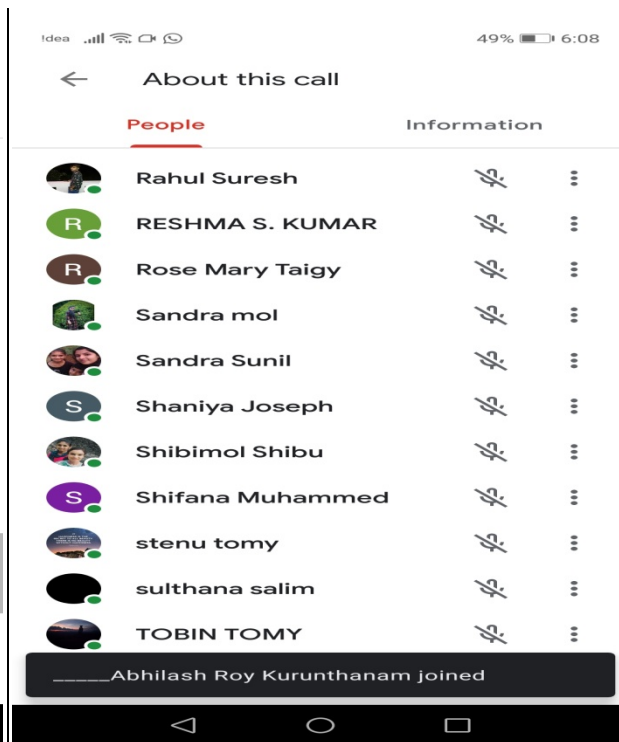 !dea 49% 6:08
About this call
People Information
Rahul Suresh
R RESHMA S. KUMAR
R Rose Mary Taigy
Sandra mol
Sandra Sunil
S Shaniya Joseph
Shibimol Shibu
S Shifana Muhammed
stenu tomy
sulthana salim
TOBIN TOMY
_____Abhilash Roy Kurunthanam joined